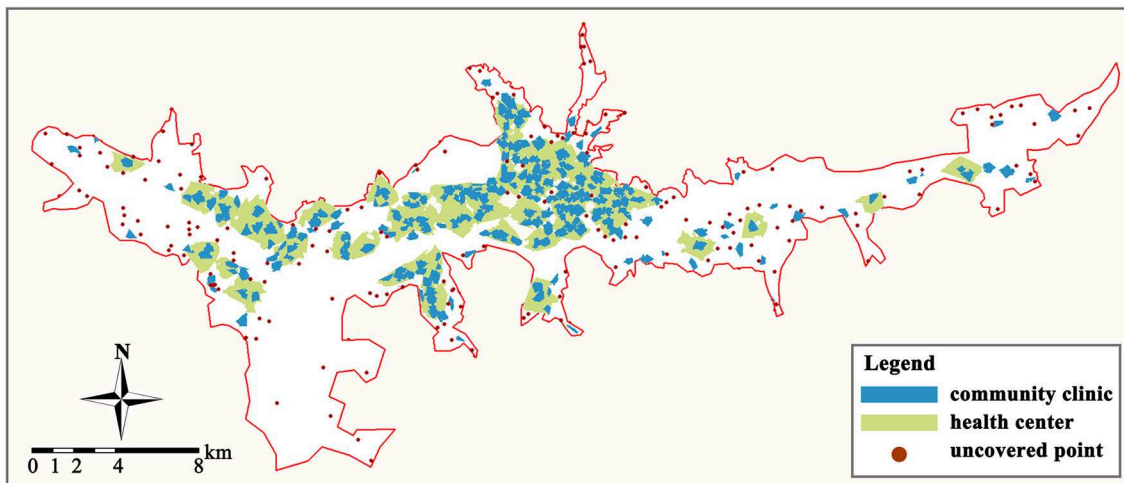 N
0 1 2 4 8 km
Legend
community clinic
health center
uncovered point